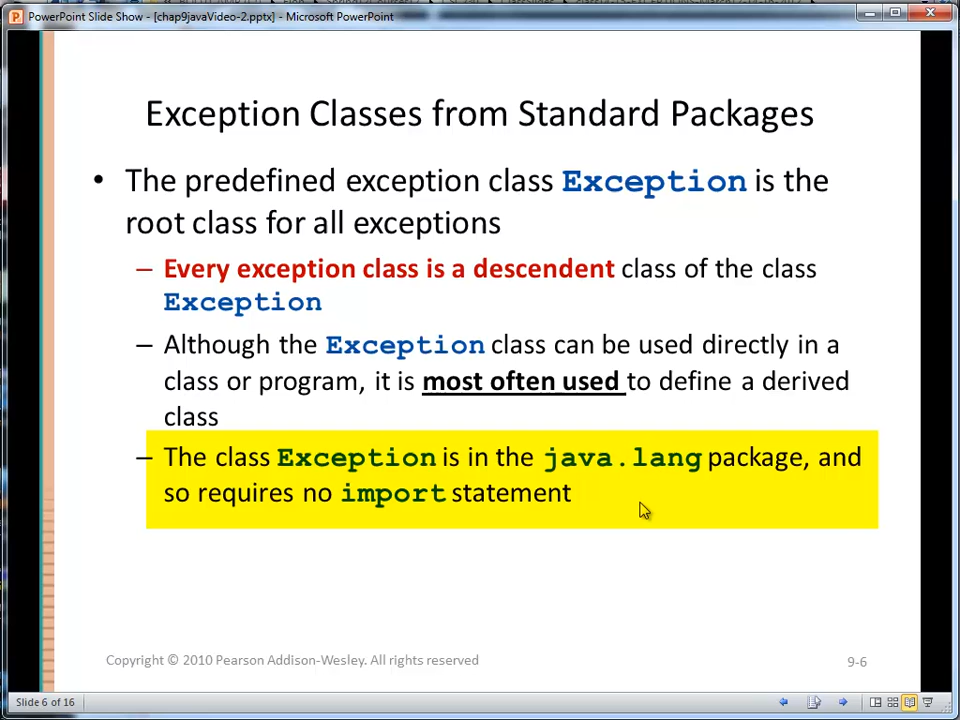 PowerPoint Slide Show - [chap9javaVideo-2.pptx] - Microsoft PowerPoint
Exception Classes from Standard Packages
• The predefined exception class Exception is the
root class for all exceptions
– Every exception class is a descendent class of the class
Exception
– Although the Exception class can be used directly in a
class or program, it is most often used to define a derived
class
– The class Exception is in the java.lang package, and
so requires no import statement
Copyright © 2010 Pearson Addison-Wesley. All rights reserved
9-6
Slide 6 of 16